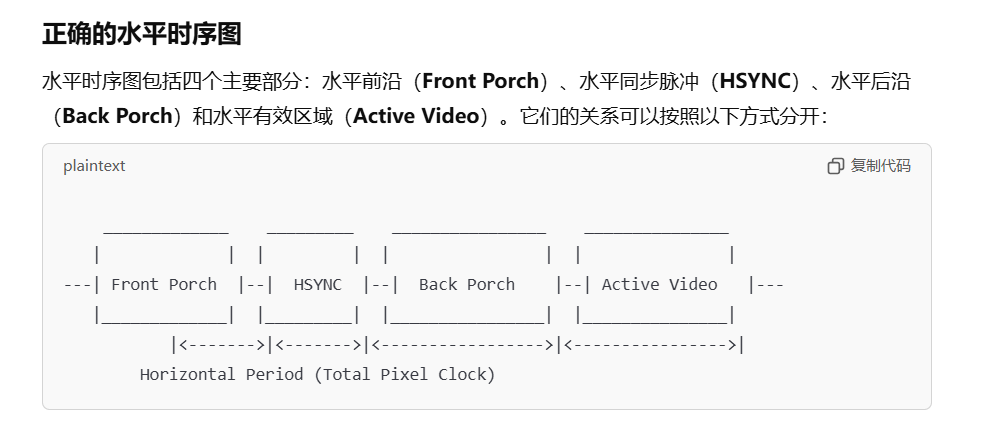 正确的水平时序图
水平时序图包括四个主要部分：水平前沿（Front Porch）、水平同步脉冲（HSYNC）、水平后沿
（Back Porch）和水平有效区域（Active Video）。它们的关系可以按照以下方式分开：
plaintext 复制代码
    _____________    _________    ________________    _______________
   |             |  |         |  |                |  |               |
---| Front Porch  |--|  HSYNC  |--|  Back Porch    |--| Active Video   |---
   |_____________|  |_________|  |________________|  |_______________|
           |<------->|<------->|<----------------->|<---------------->|
        Horizontal Period (Total Pixel Clock)